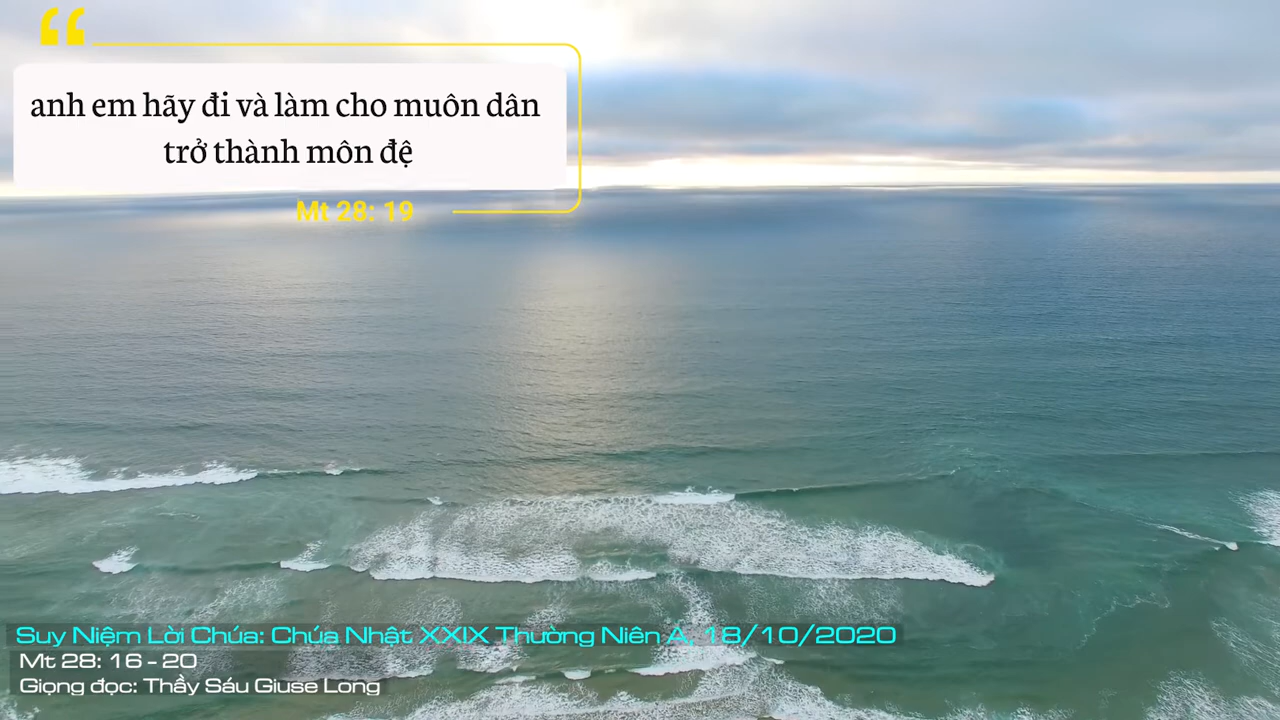 “
anh em hãy đi và làm cho muôn dân
trở thành môn đệ
Mt 28: 19
Suy Niệm Lời Chúa: Chúa Nhật XXIX Thường Niên A, 18/10/2020
Mt 28: 16 - 20
Giọng đọc: Thầy Sáu Giuse Long